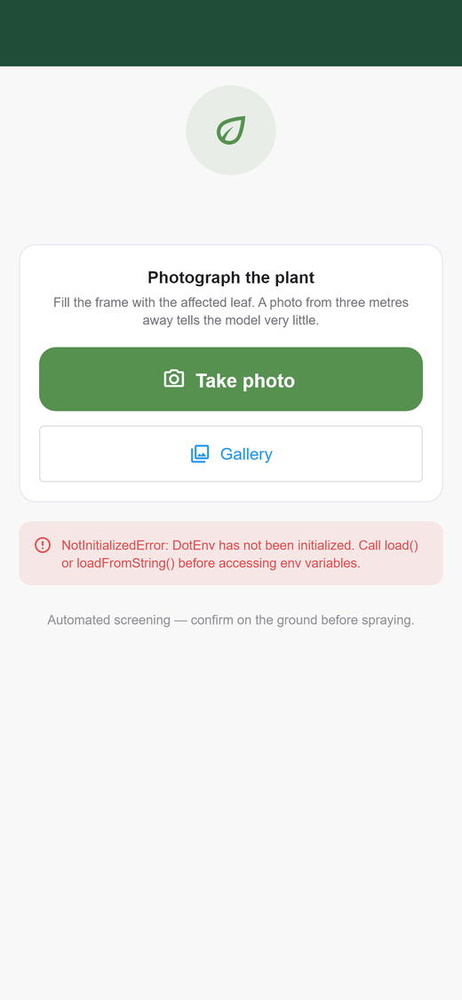 Photograph the plant
Fill the frame with the affected leaf. A photo from three metres
away tells the model very little.
Take photo
Gallery
NotInitializedError: DotEnv has not been initialized. Call load()
or loadFromString() before accessing env variables.
Automated screening — confirm on the ground before spraying.